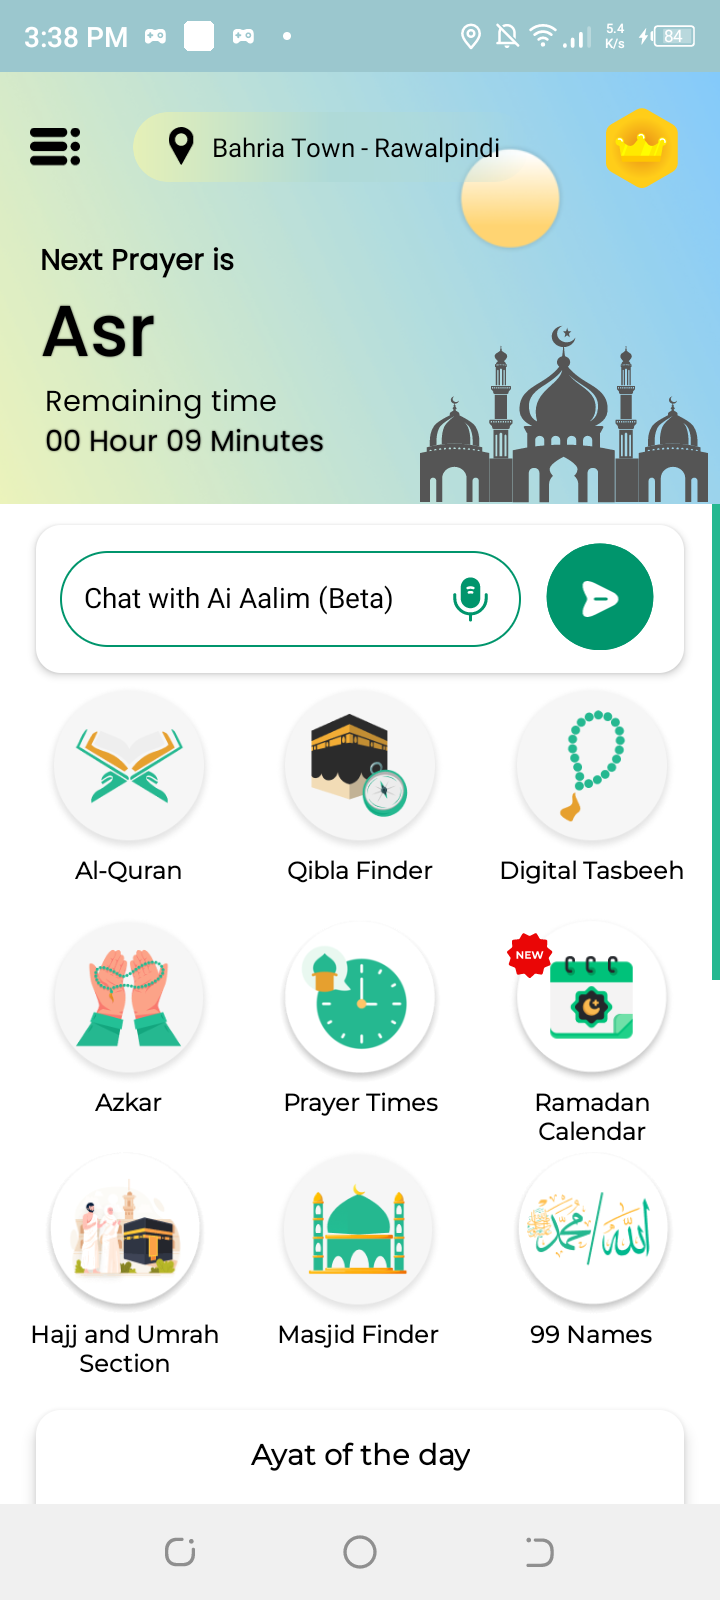 3:38 PM
5.4
K/s
84
Bahria Town - Rawalpindi
Next Prayer is
Asr
Remaining time
00 Hour 09 Minutes
Chat with Ai Aalim (Beta)
Al-Quran
Qibla Finder
Digital Tasbeeh
Azkar
Prayer Times
NEW
Ramadan
Calendar
الله/محمد
Hajj and Umrah
Section
Masjid Finder
99 Names
Ayat of the day